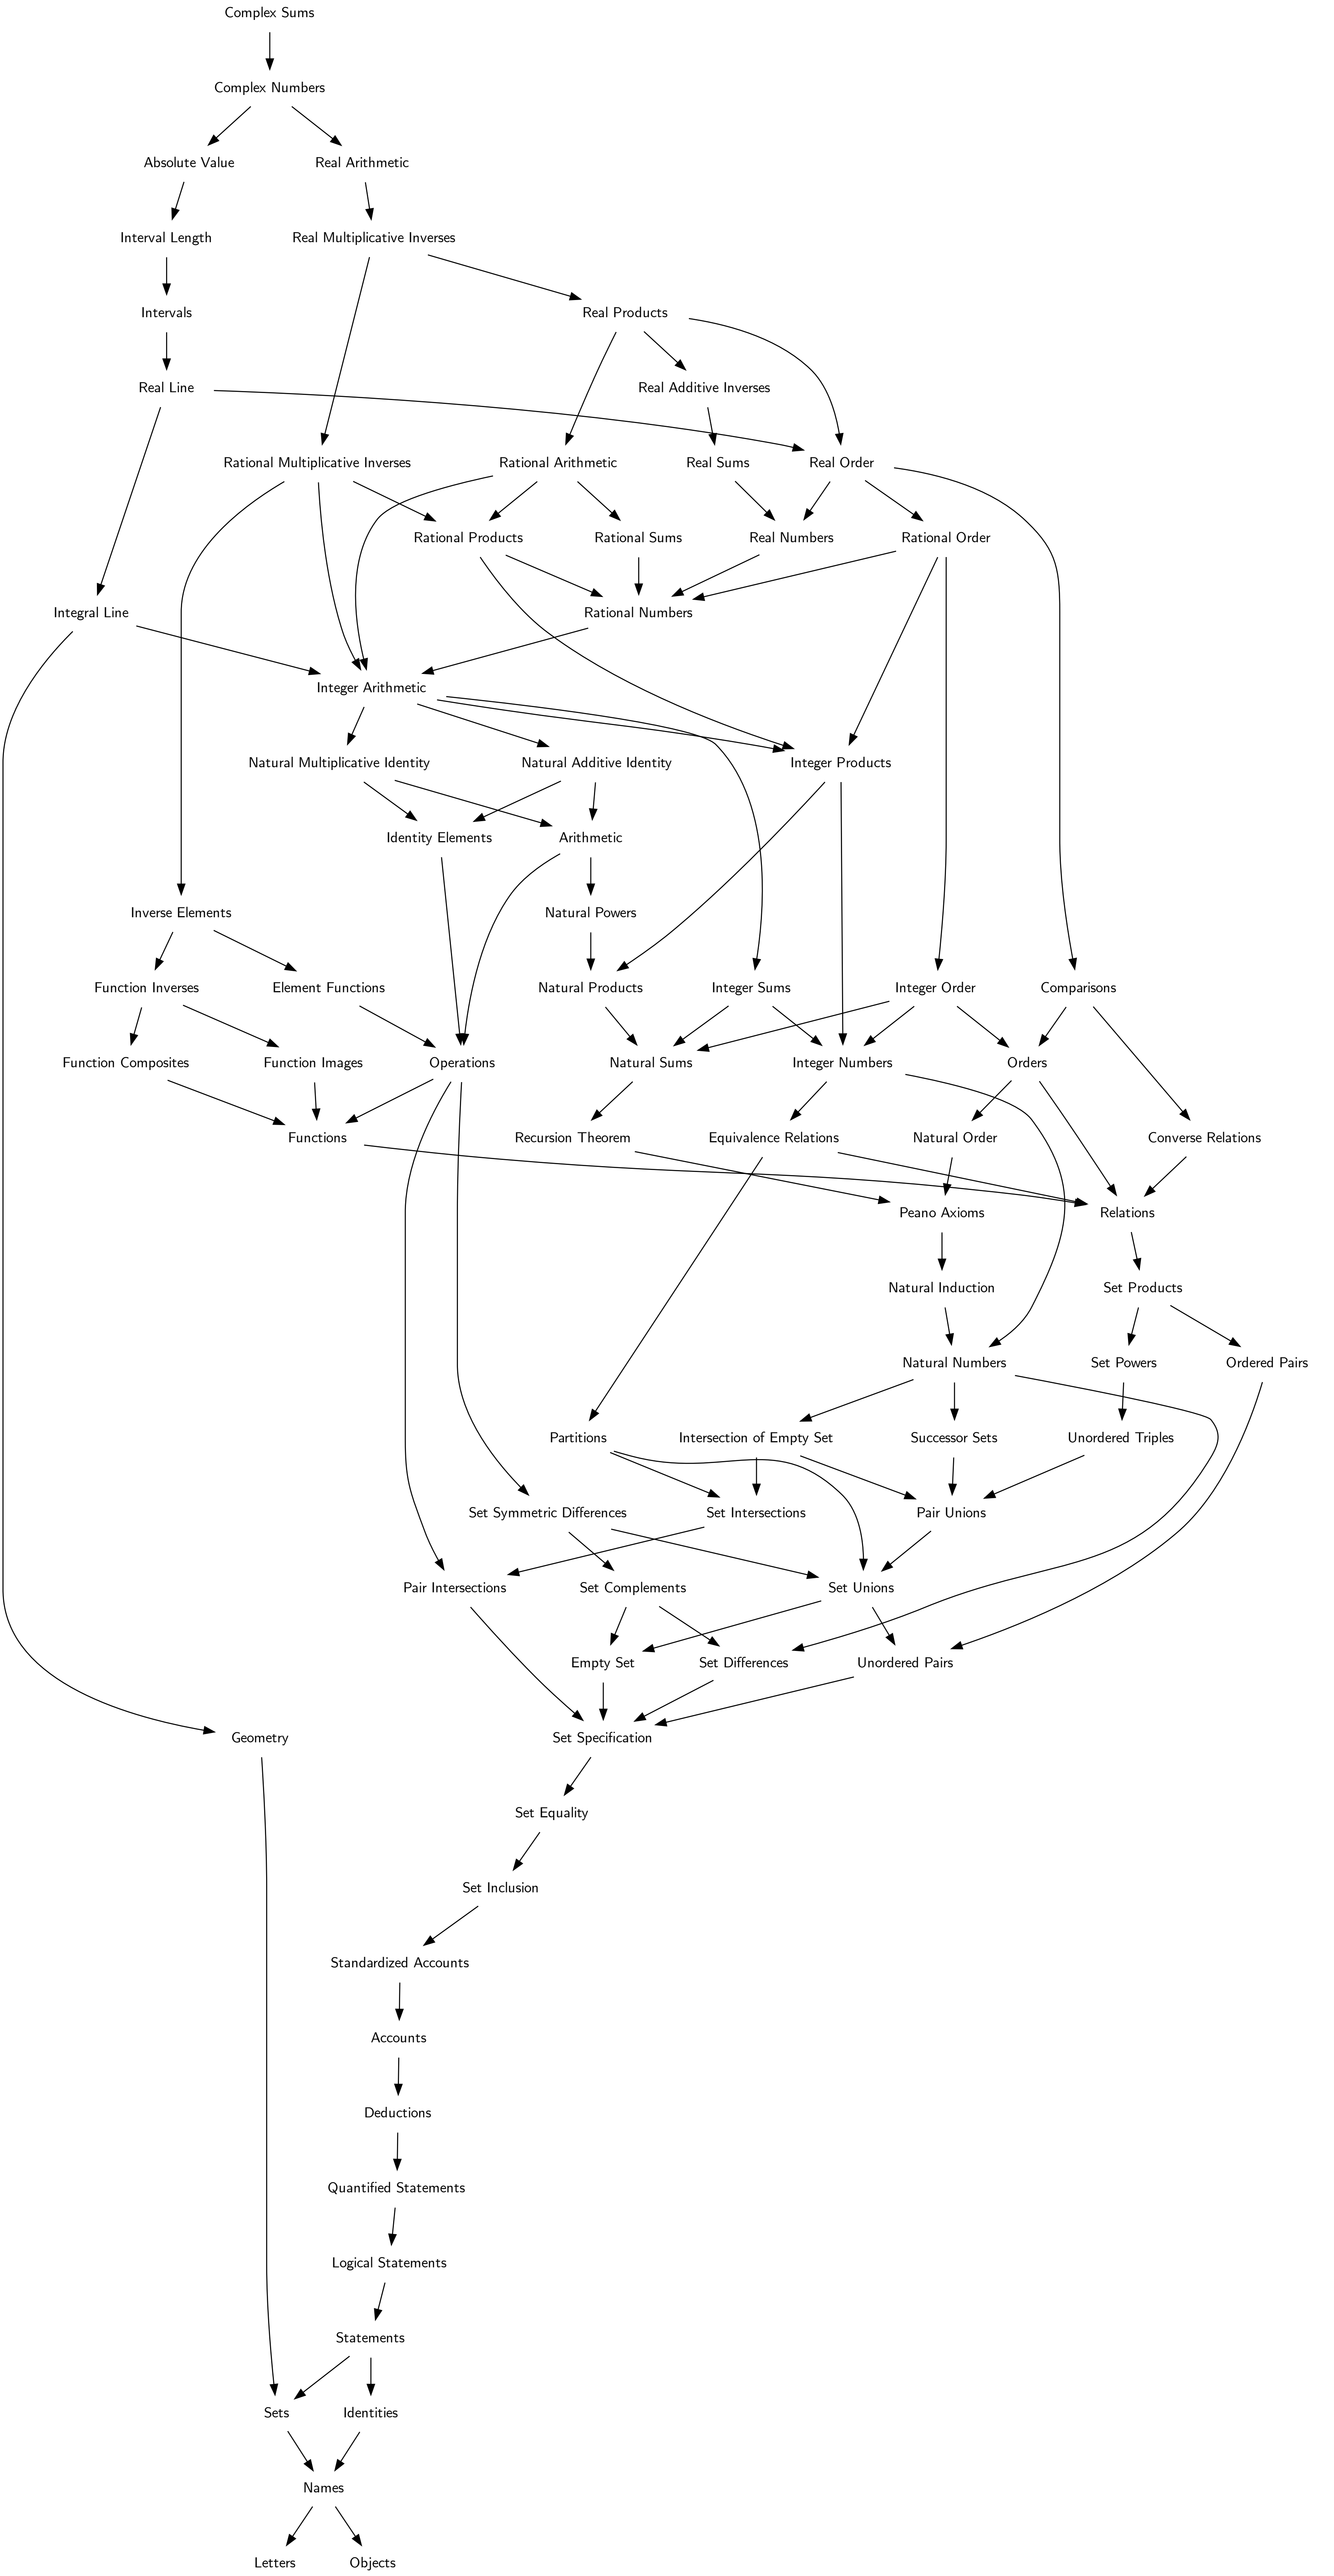 Complex Sums
Complex Numbers
Absolute Value
Real Arithmetic
Interval Length
Real Multiplicative Inverses
Intervals
Real Products
Real Line
Real Additive Inverses
Rational Multiplicative Inverses
Rational Arithmetic
Real Sums
Real Order
Rational Products
Rational Sums
Real Numbers
Rational Order
Integral Line
Rational Numbers
Integer Arithmetic
Natural Multiplicative Identity
Natural Additive Identity
Integer Products
Identity Elements
Arithmetic
Inverse Elements
Natural Powers
Function Inverses
Element Functions
Natural Products
Integer Sums
Integer Order
Comparisons
Function Composites
Function Images
Operations
Natural Sums
Integer Numbers
Orders
Functions
Recursion Theorem
Equivalence Relations
Natural Order
Converse Relations
Peano Axioms
Relations
Natural Induction
Set Products
Natural Numbers
Set Powers
Ordered Pairs
Partitions
Intersection of Empty Set
Successor Sets
Unordered Triples
Set Symmetric Differences
Set Intersections
Pair Unions
Pair Intersections
Set Complements
Set Unions
Empty Set
Set Differences
Unordered Pairs
Geometry
Set Specification
Set Equality
Set Inclusion
Standardized Accounts
Accounts
Deductions
Quantified Statements
Logical Statements
Statements
Sets
Identities
Names
Letters
Objects